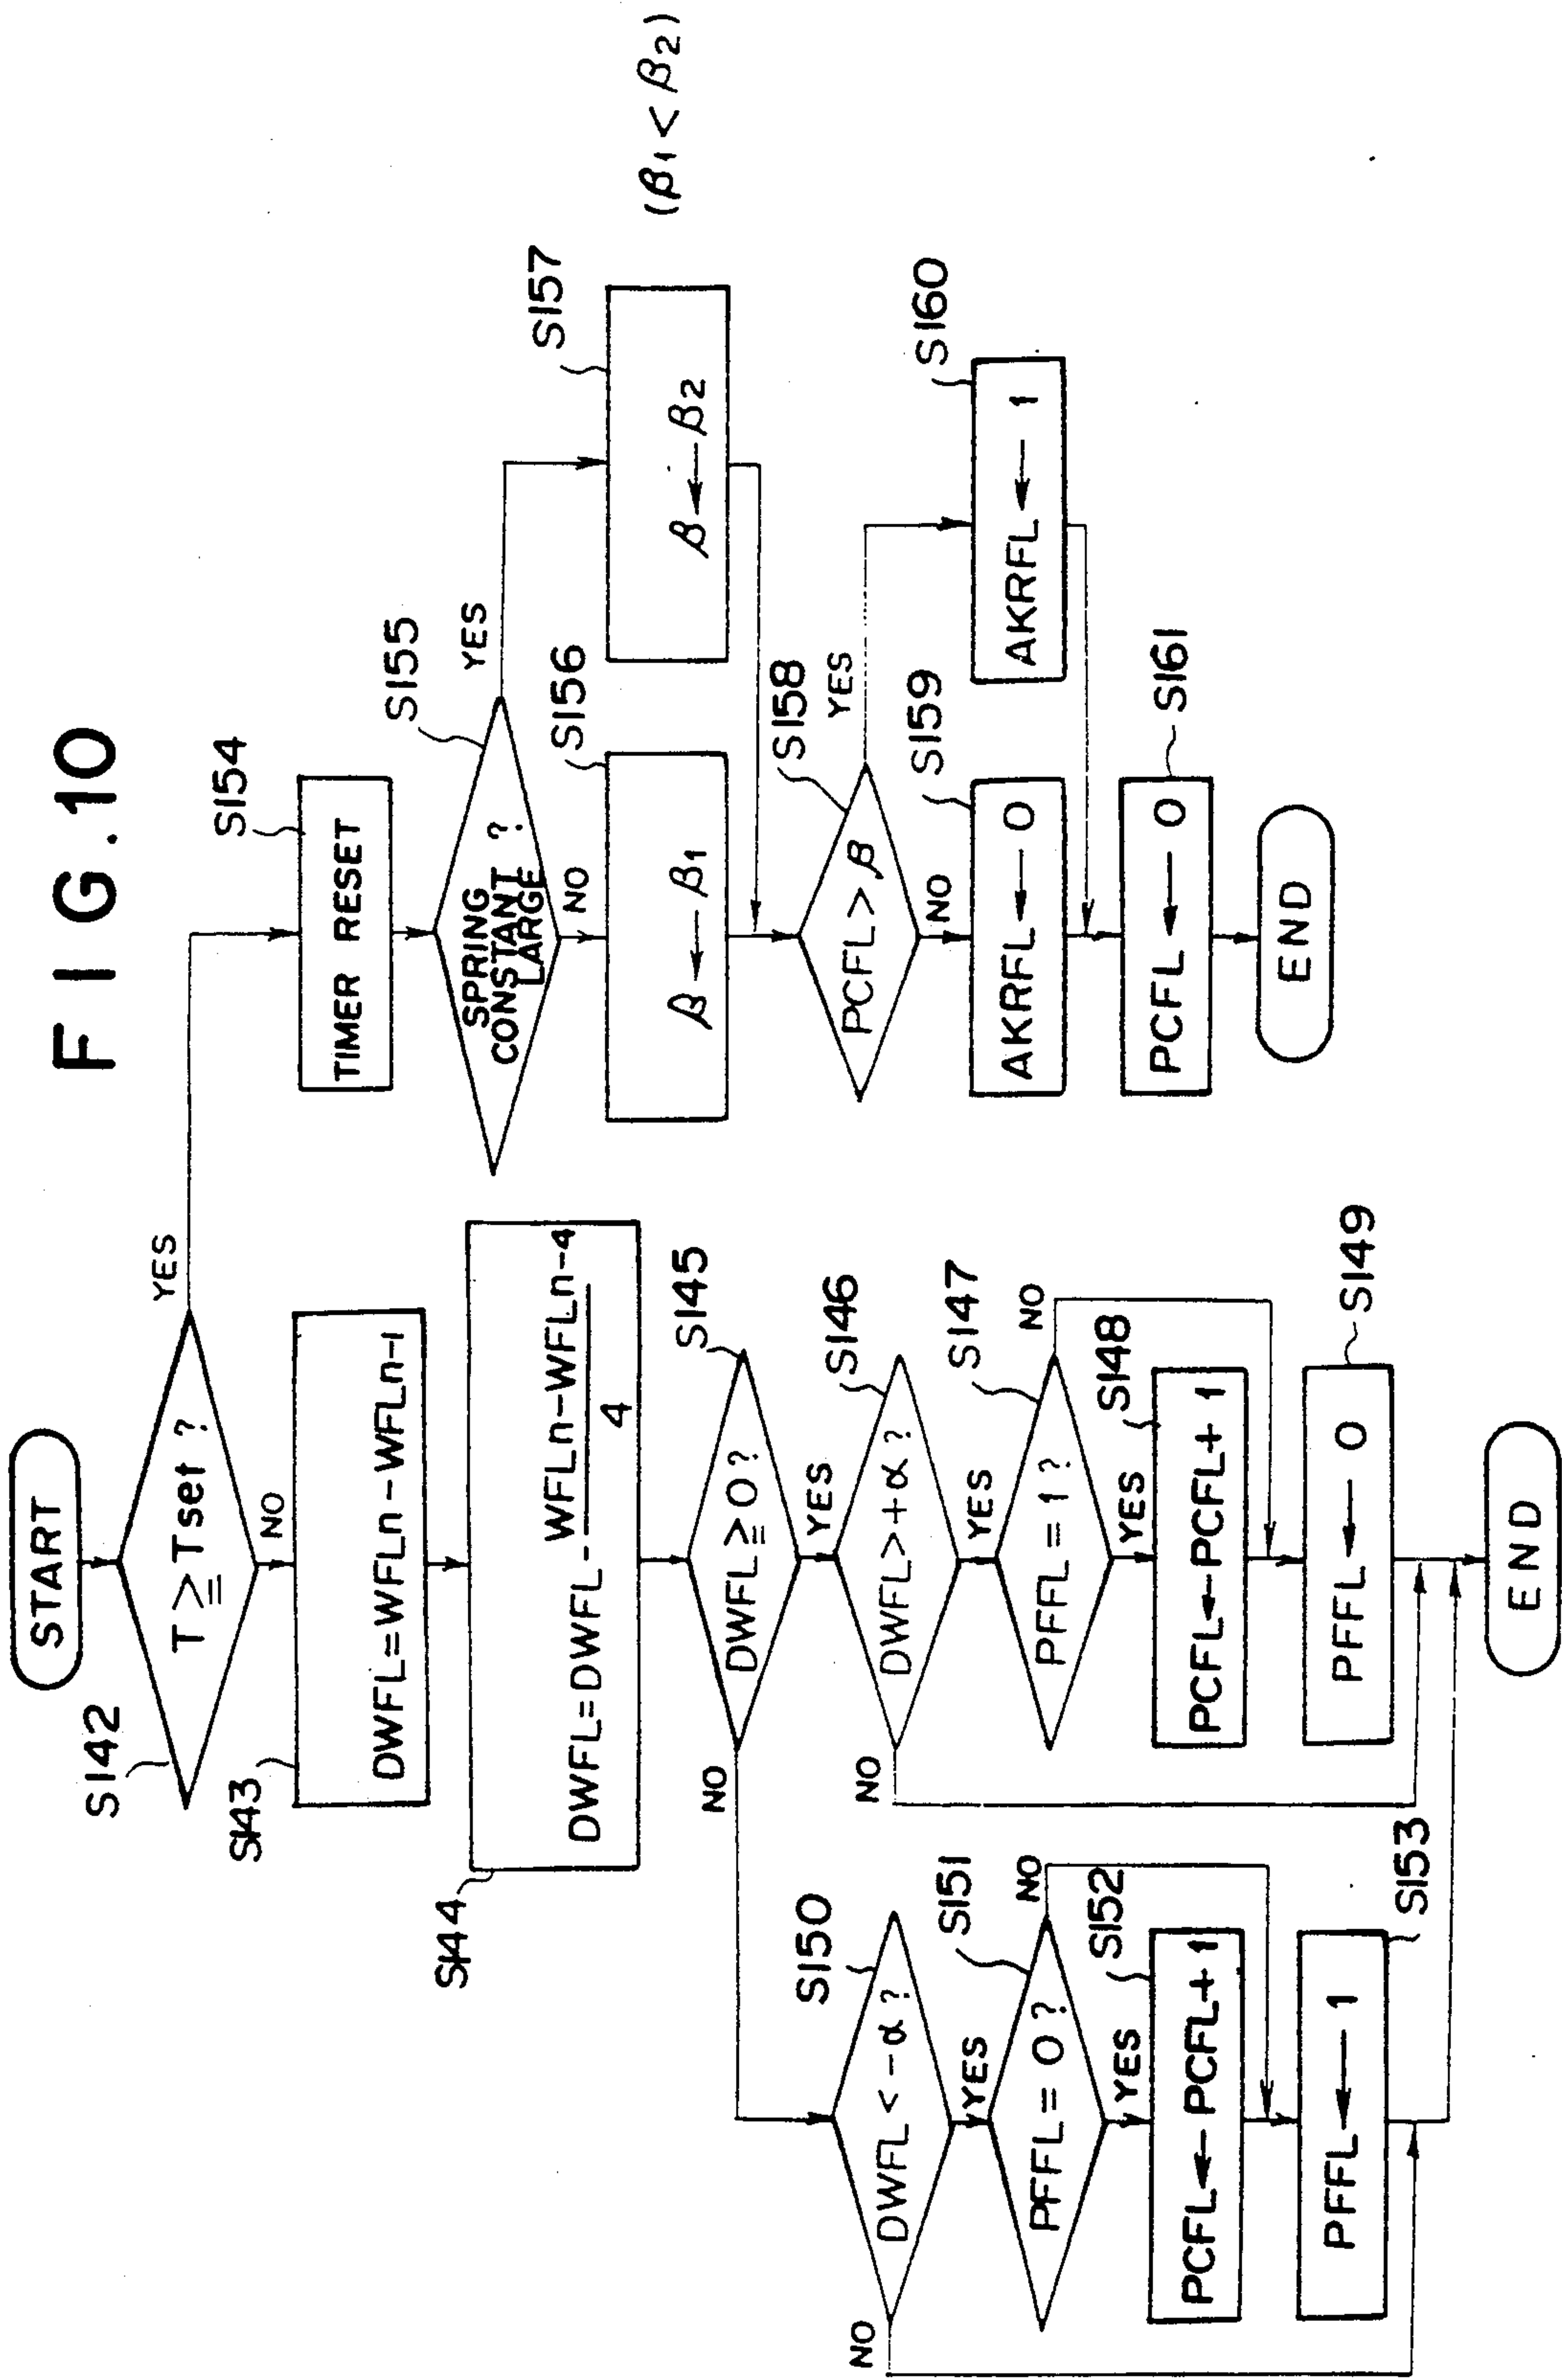 FIG.10
START
S142
T ≧ Tset ?
YES
NO
S143
DWFL=WFLn-WFLn-1
S144
DWFL=DWFL-WFLn-WFLn-4
4
S145
DWFL ≧ 0 ?
NO
YES
S146
DWFL>+α ?
NO
YES
S147
PFFL=1 ?
NO
YES
S148
PCFL←PCFL+1
S149
PFFL ← 0
END
S150
DWFL < -α ?
NO
YES
S151
PFFL = 0 ?
NO
YES
S152
PCFL←PCFL+1
S153
PFFL ← 1
S154
TIMER RESET
S155
SPRING
CONSTANT ?
LARGE
YES
NO
S156
β ← β1
S157
β ← β2
(β1 < β2)
S158
PCFL > β
YES
NO
S159
AKRFL ← 0
S160
AKRFL ← 1
S161
PCFL ← 0
END